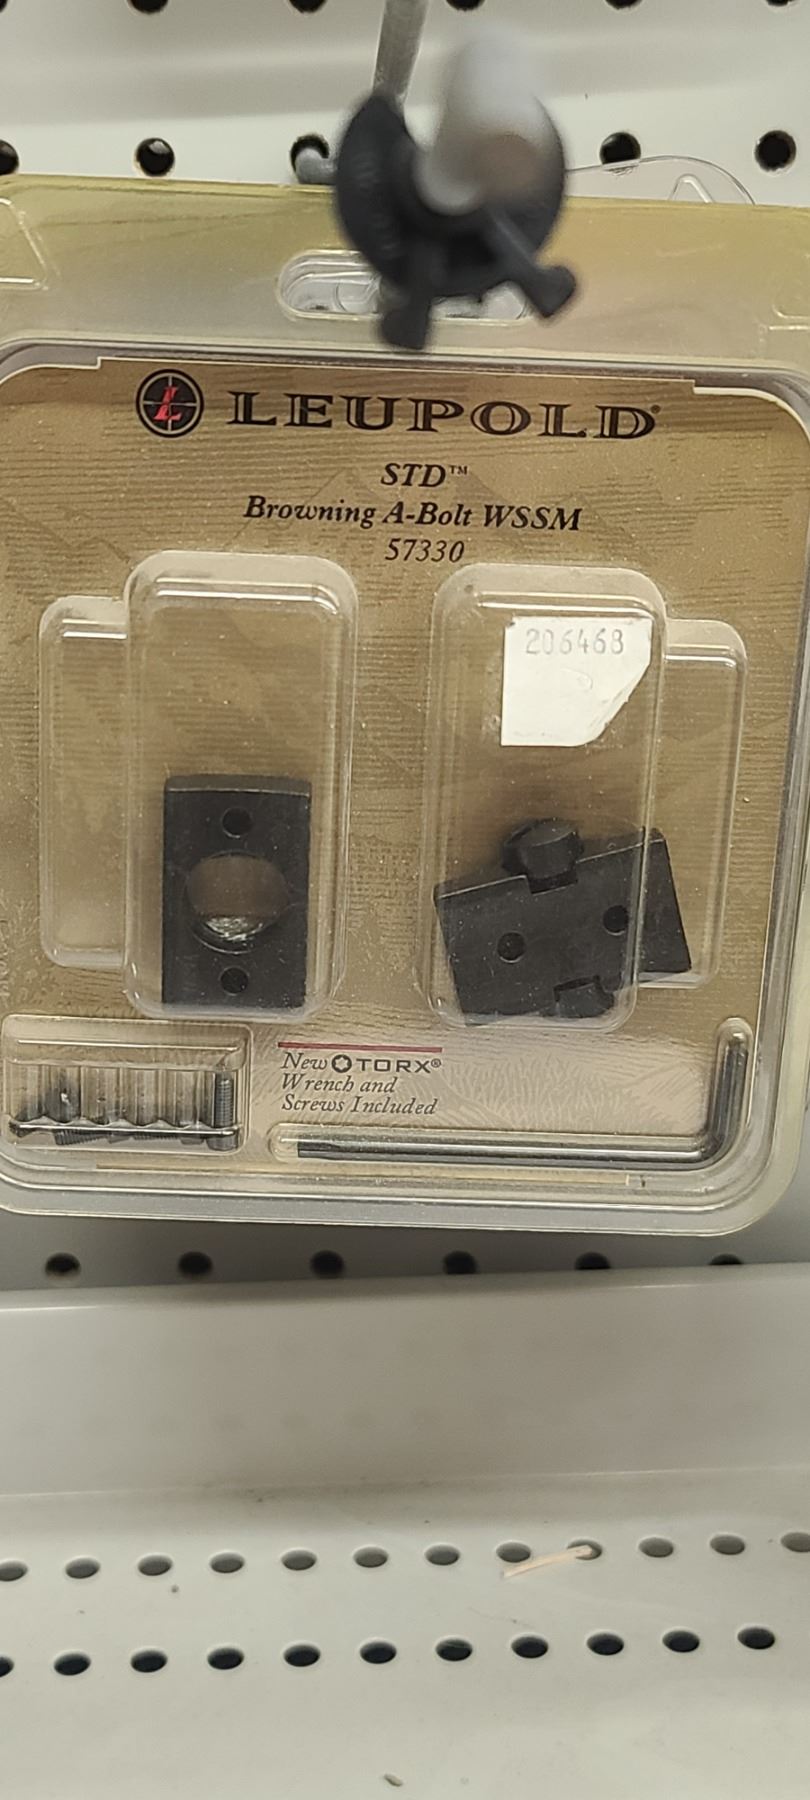 L LEUPOLD®
STD™
Browning A-Bolt WSSM
57330
206468
New TORX®
Wrench and
Screws Included